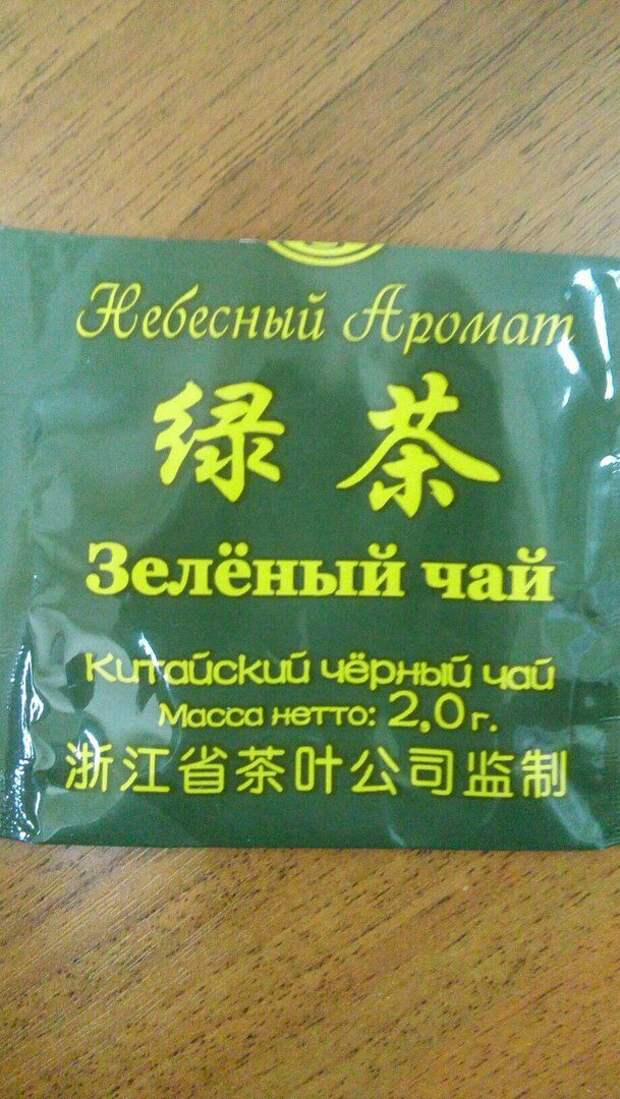 Небесный Аромат
绿茶
Зелёный чай
Китайский чёрный чай
Масса нетто: 2,0 г.
浙江省茶叶公司监制